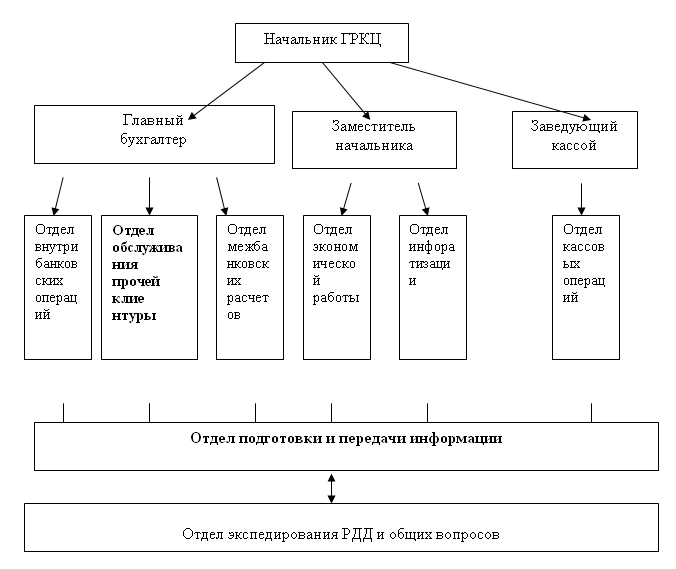 Начальник ГРКЦ
Главный
бухгалтер
Заместитель
начальника
Заведующий
кассой
Отдел
внутри
банков
ских
операц
ий
Отдел
обслужива
ния
прочей
клие
нтуры
Отдел
межба
нковск
их
расчет
ов
Отдел
эконом
ическо
й
работы
Отдел
инфора
тизаци
и
Отдел
кассов
ых
операц
ий
Отдел подготовки и передачи информации
Отдел экспедирования РДД и общих вопросов